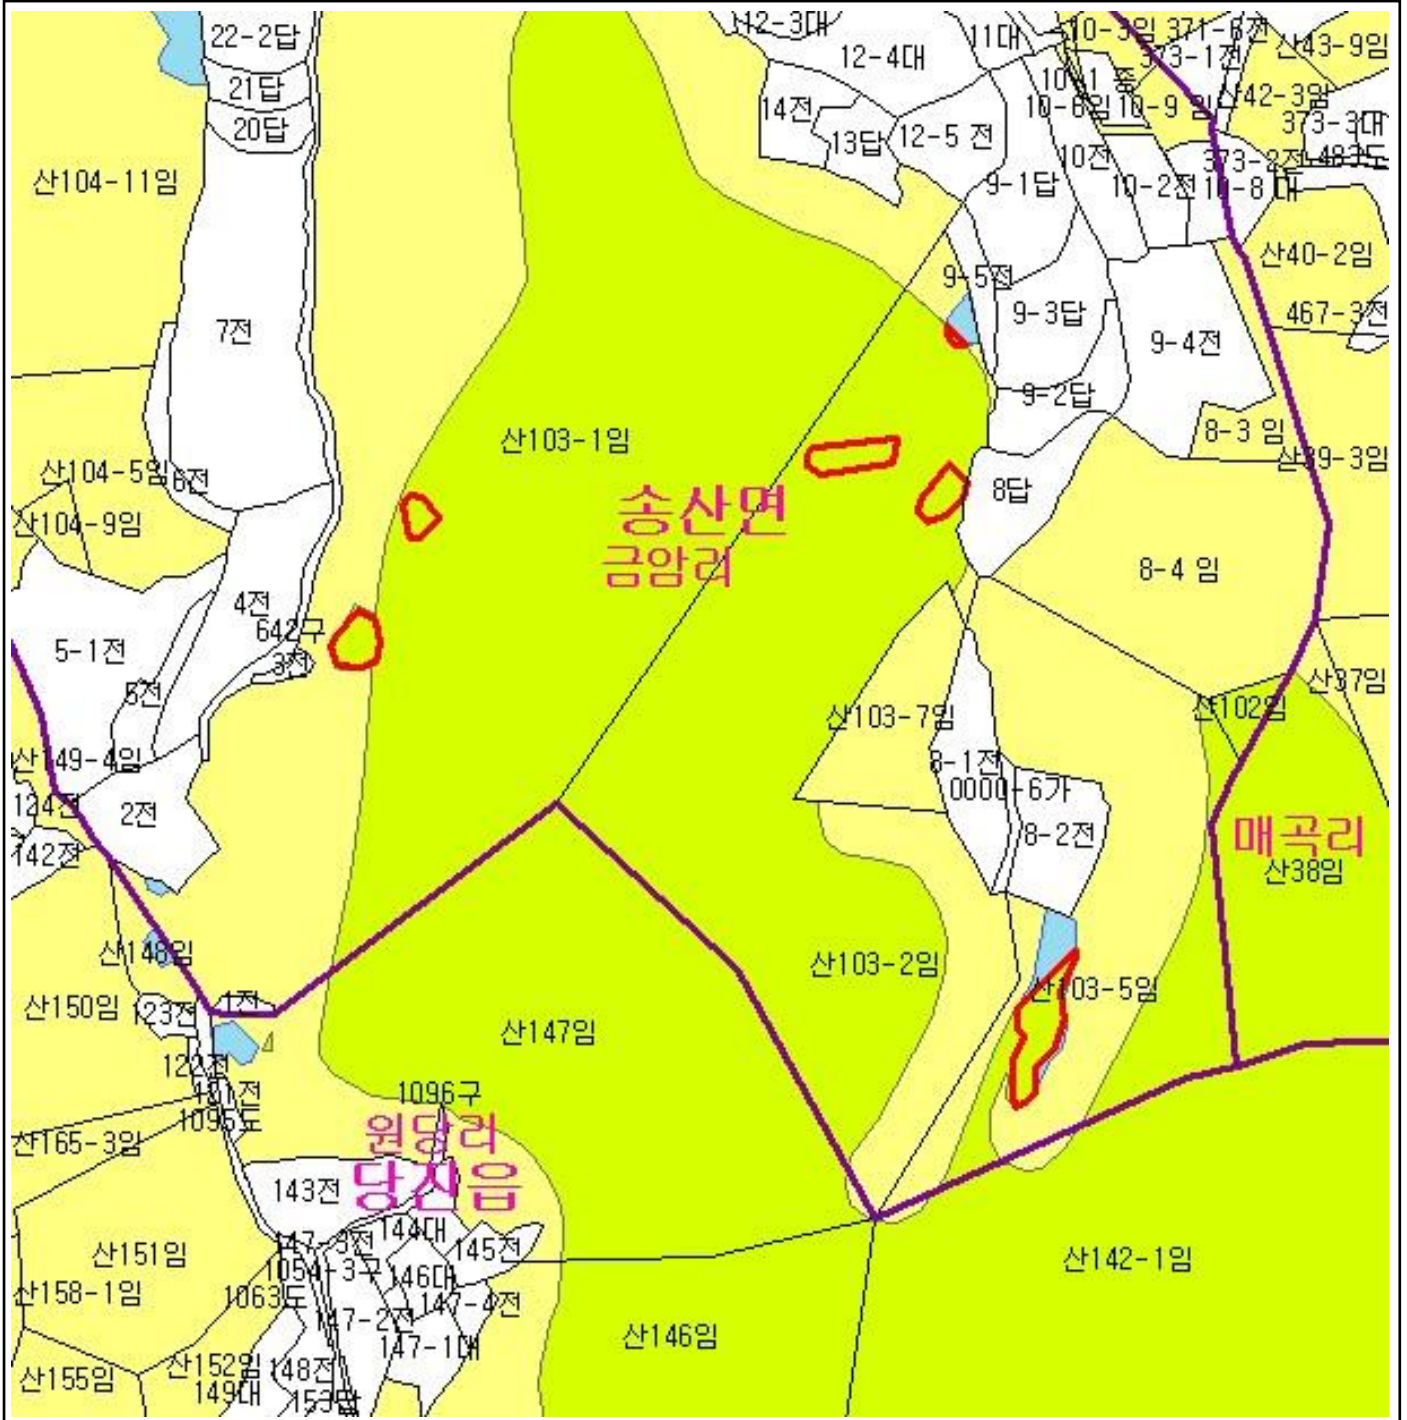 22-2답
12-3대
12-4대
11대
10-3임
371-6전
산43-9임
373-1전
21답
산42-3임
14전
10-6임
10-9 임
373-3대
20답
13답
12-5 전
10전
373-2전
483도
산104-11임
9-1답
10-2전
10-8 대
산40-2임
9-5전
9-3답
467-3전
7전
9-4전
9-2답
산103-1임
8-3 임
산39-3임
산104-5임
6전
8답
송산면
산104-9임
금암리
8-4 임
4전
642구
5-1전
3전
5전
산37임
산103-7임
산102임
산149-4임
8-1전
0000-6가
124전
2전
8-2전
매곡리
142전
산38임
산148임
산103-2임
산103-5임
산150임
123전
1전
산147임
4
122전
1096구
121전
1095도
원당리
산165-3임
당진읍
143전
144대
147-3전
145전
산151임
산142-1임
1054-3구
146대
산158-1임
1063도
147-4전
147-2전
산146임
147-1대
산152임
148전
산155임
149대
153답